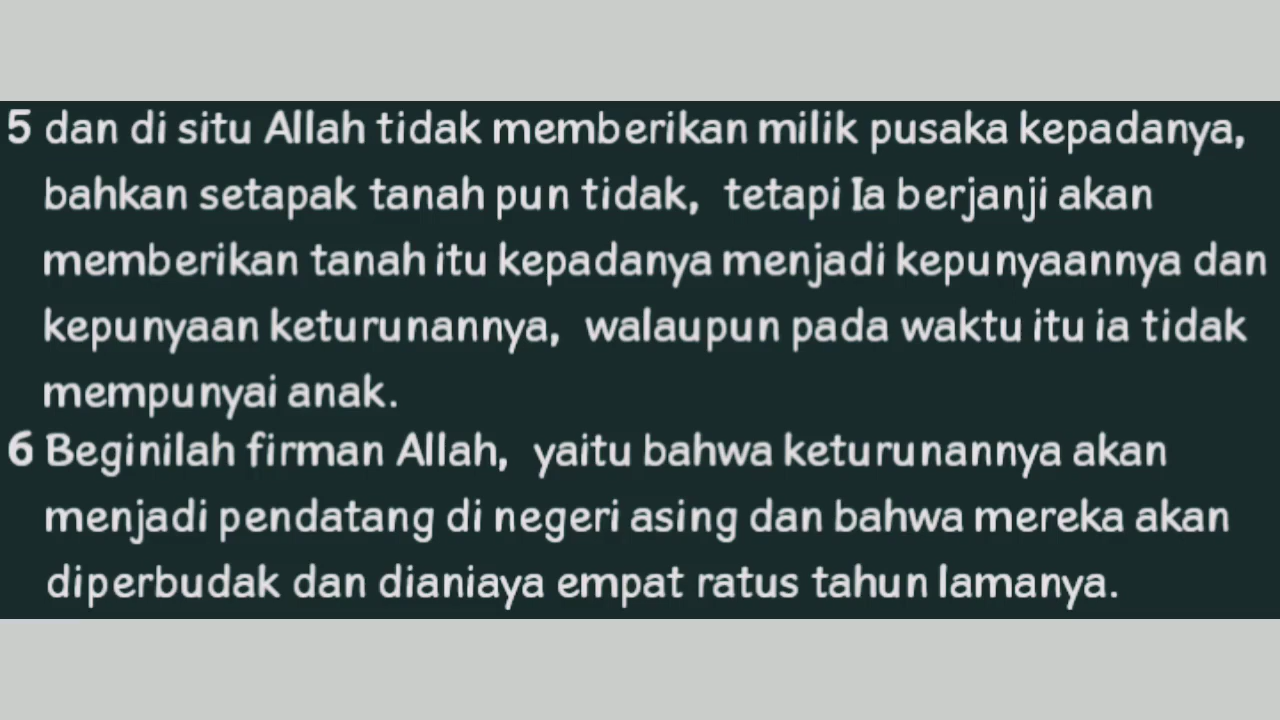 5 dan di situ Allah tidak memberikan milik pusaka kepadanya,
bahkan setapak tanah pun tidak, tetapi Ia berjanji akan
memberikan tanah itu kepadanya menjadi kepunyaannya dan
kepunyaan keturunannya, walaupun pada waktu itu ia tidak
mempunyai anak.
6 Beginilah firman Allah, yaitu bahwa keturunannya akan
menjadi pendatang di negeri asing dan bahwa mereka akan
diperbudak dan dianiaya empat ratus tahun lamanya.